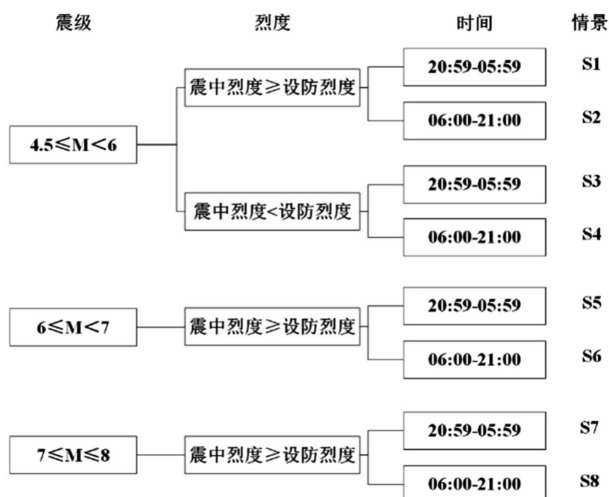 震级 烈度 时间 情景
震中烈度≥设防烈度 20:59-05:59 S1
06:00-21:00 S2
4.5≤M<6
震中烈度<设防烈度 20:59-05:59 S3
06:00-21:00 S4
6≤M<7 震中烈度≥设防烈度 20:59-05:59 S5
06:00-21:00 S6
7≤M≤8 震中烈度≥设防烈度 20:59-05:59 S7
06:00-21:00 S8